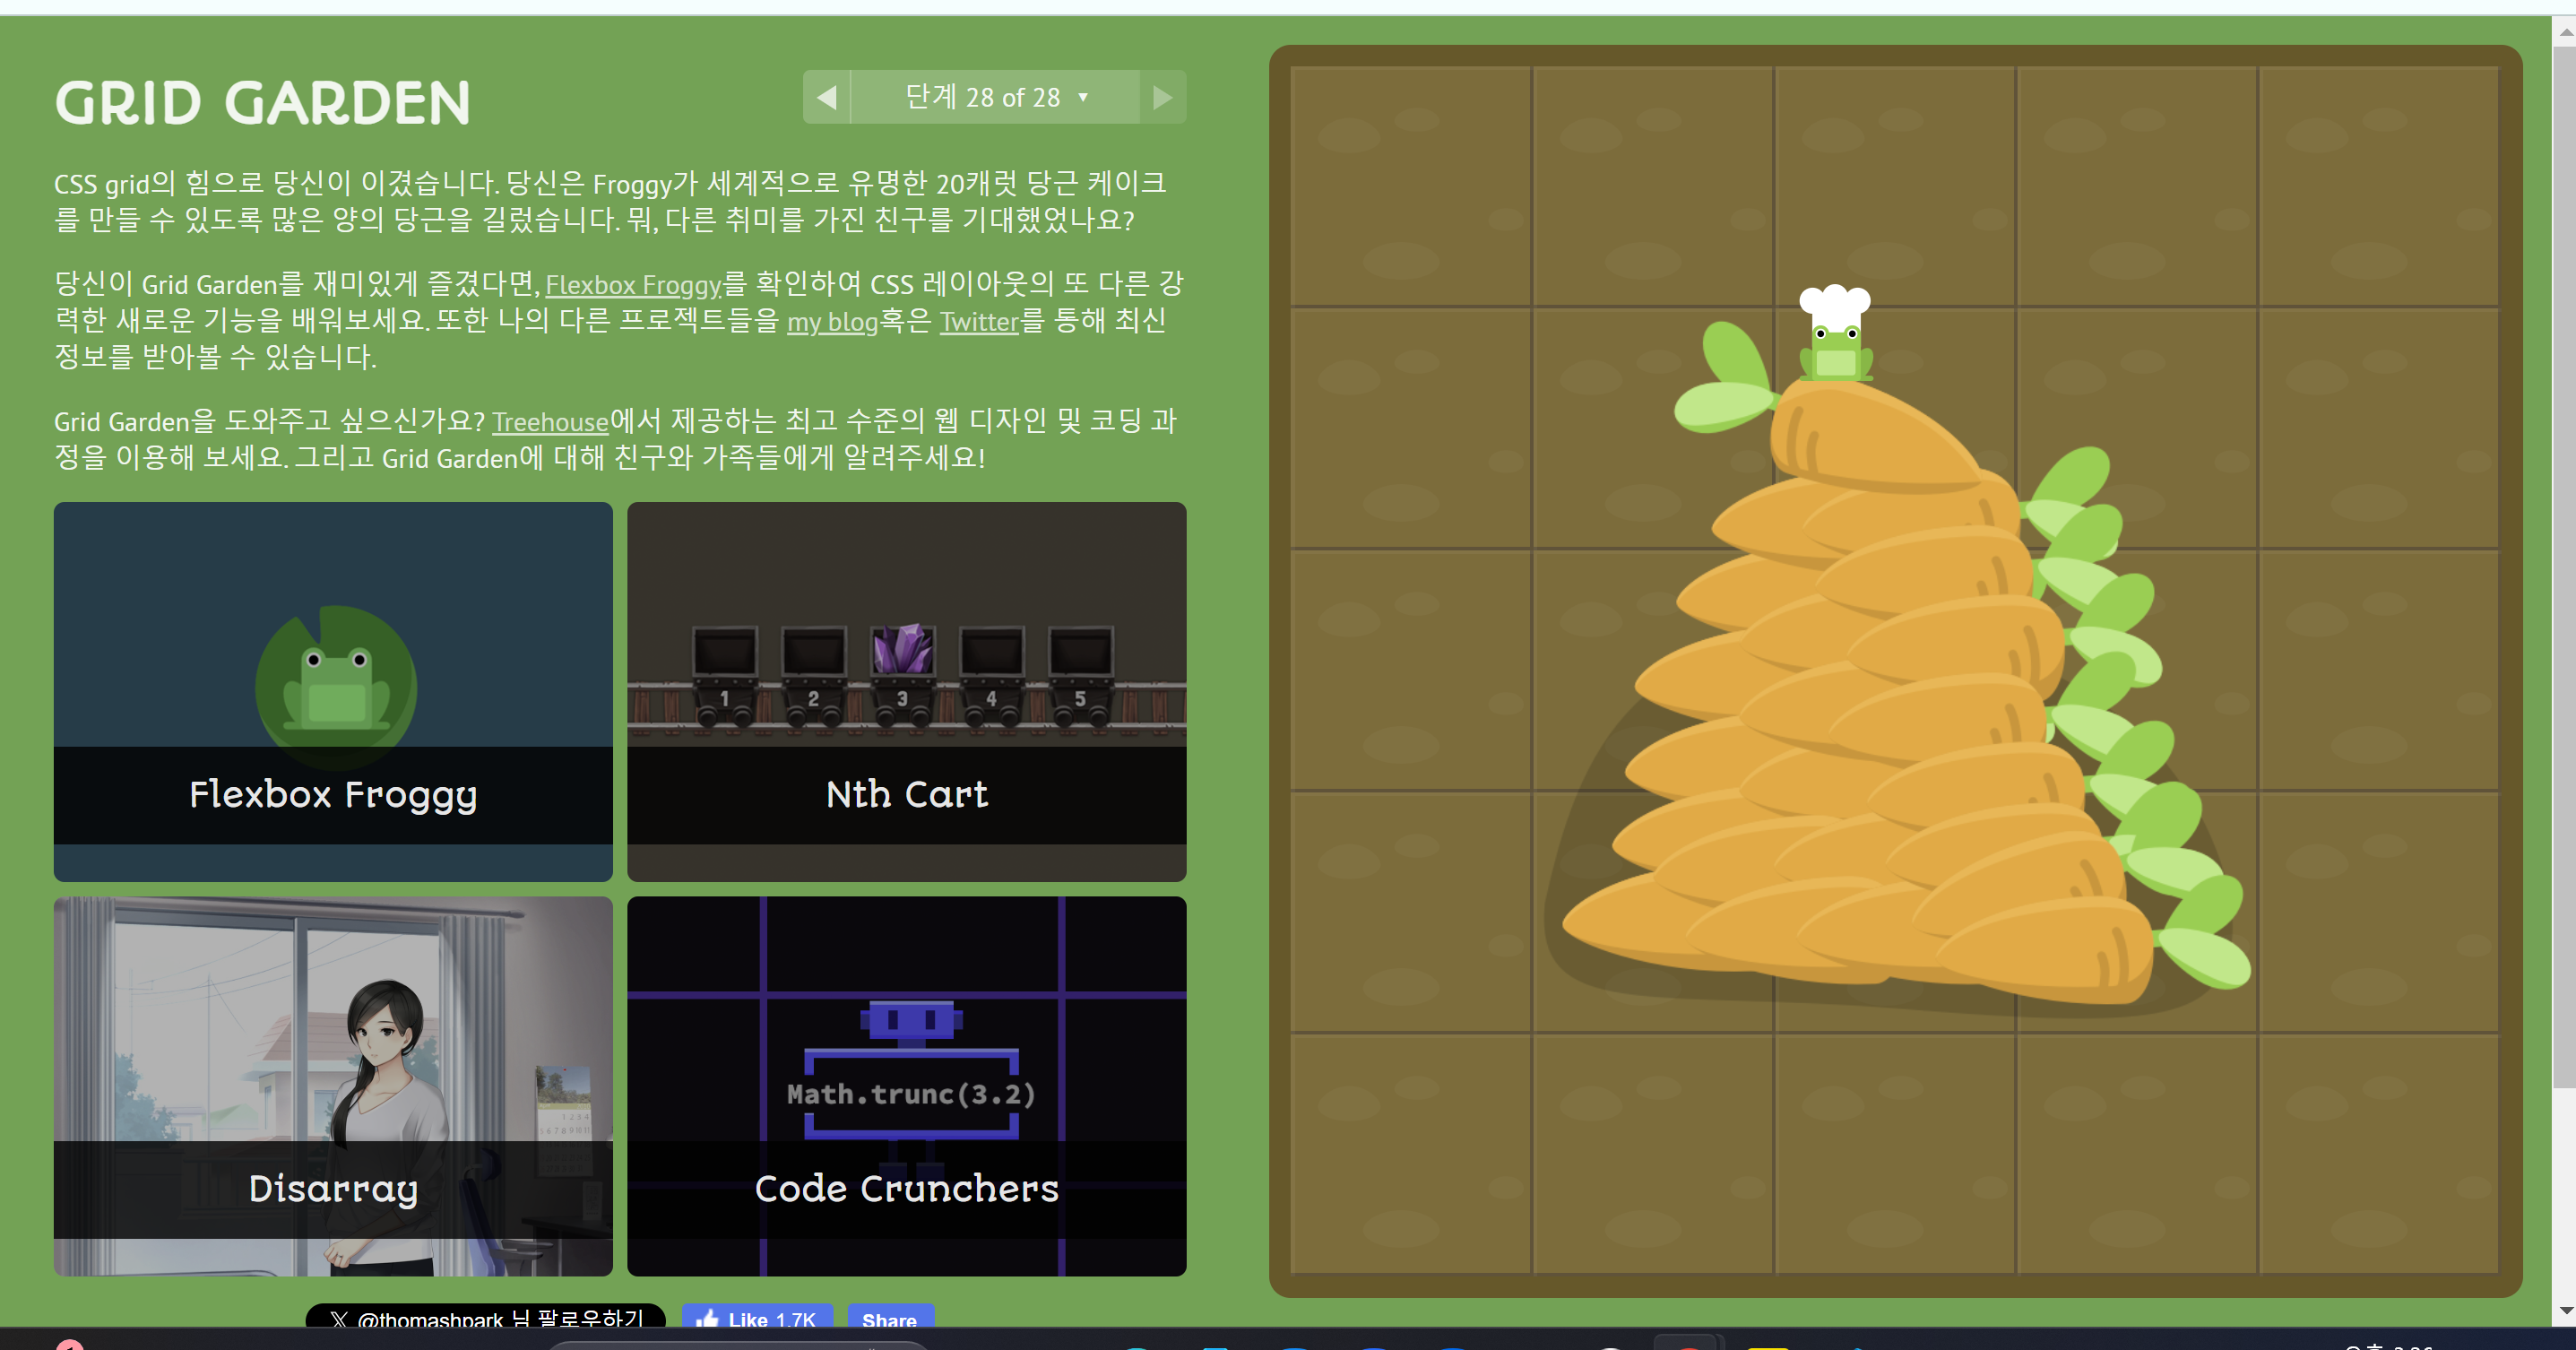 GRID GARDEN
단계 28 of 28
CSS grid의 힘으로 당신이 이겼습니다. 당신은 Froggy가 세계적으로 유명한 20캐럿 당근 케이크
를 만들 수 있도록 많은 양의 당근을 길렀습니다. 뭐, 다른 취미를 가진 친구를 기대했었나요?
당신이 Grid Garden를 재미있게 즐겼다면, Flexbox Froggy를 확인하여 CSS 레이아웃의 또 다른 강
력한 새로운 기능을 배워보세요. 또한 나의 다른 프로젝트들을 my blog혹은 Twitter를 통해 최신
정보를 받아볼 수 있습니다.
Grid Garden을 도와주고 싶으신가요? Treehouse에서 제공하는 최고 수준의 웹 디자인 및 코딩 과
정을 이용해 보세요. 그리고 Grid Garden에 대해 친구와 가족들에게 알려주세요!
1 2 3 4 5
Flexbox Froggy
Nth Cart
Math.trunc(3.2)
Disarray
Code Crunchers
@thomashpark 님 팔로우하기
Like 1.7K
Share